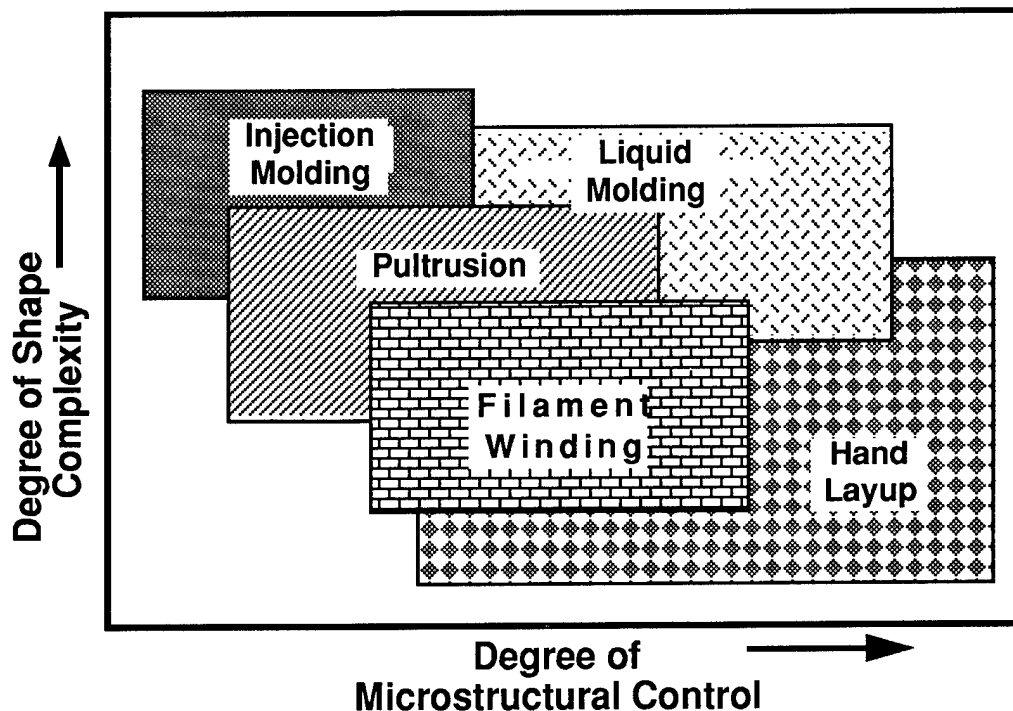 Injection
Molding
Liquid
Molding
Pultrusion
Filament
Winding
Hand
Layup
Degree of Shape
Complexity
Degree of
Microstructural Control